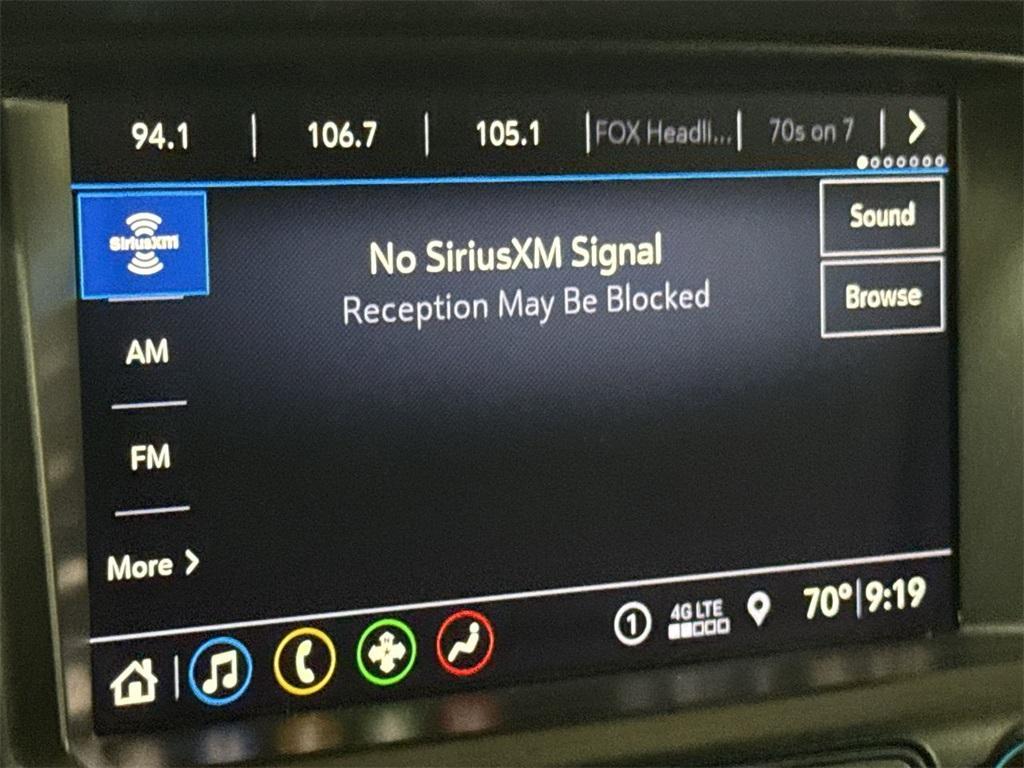 94.1 | 106.7 | 105.1 | FOX Headli... | 70s on 7 |
SiriusXM
Sound
No SiriusXM Signal
Reception May Be Blocked
Browse
AM
FM
More
1
4G LTE
70° | 9:19